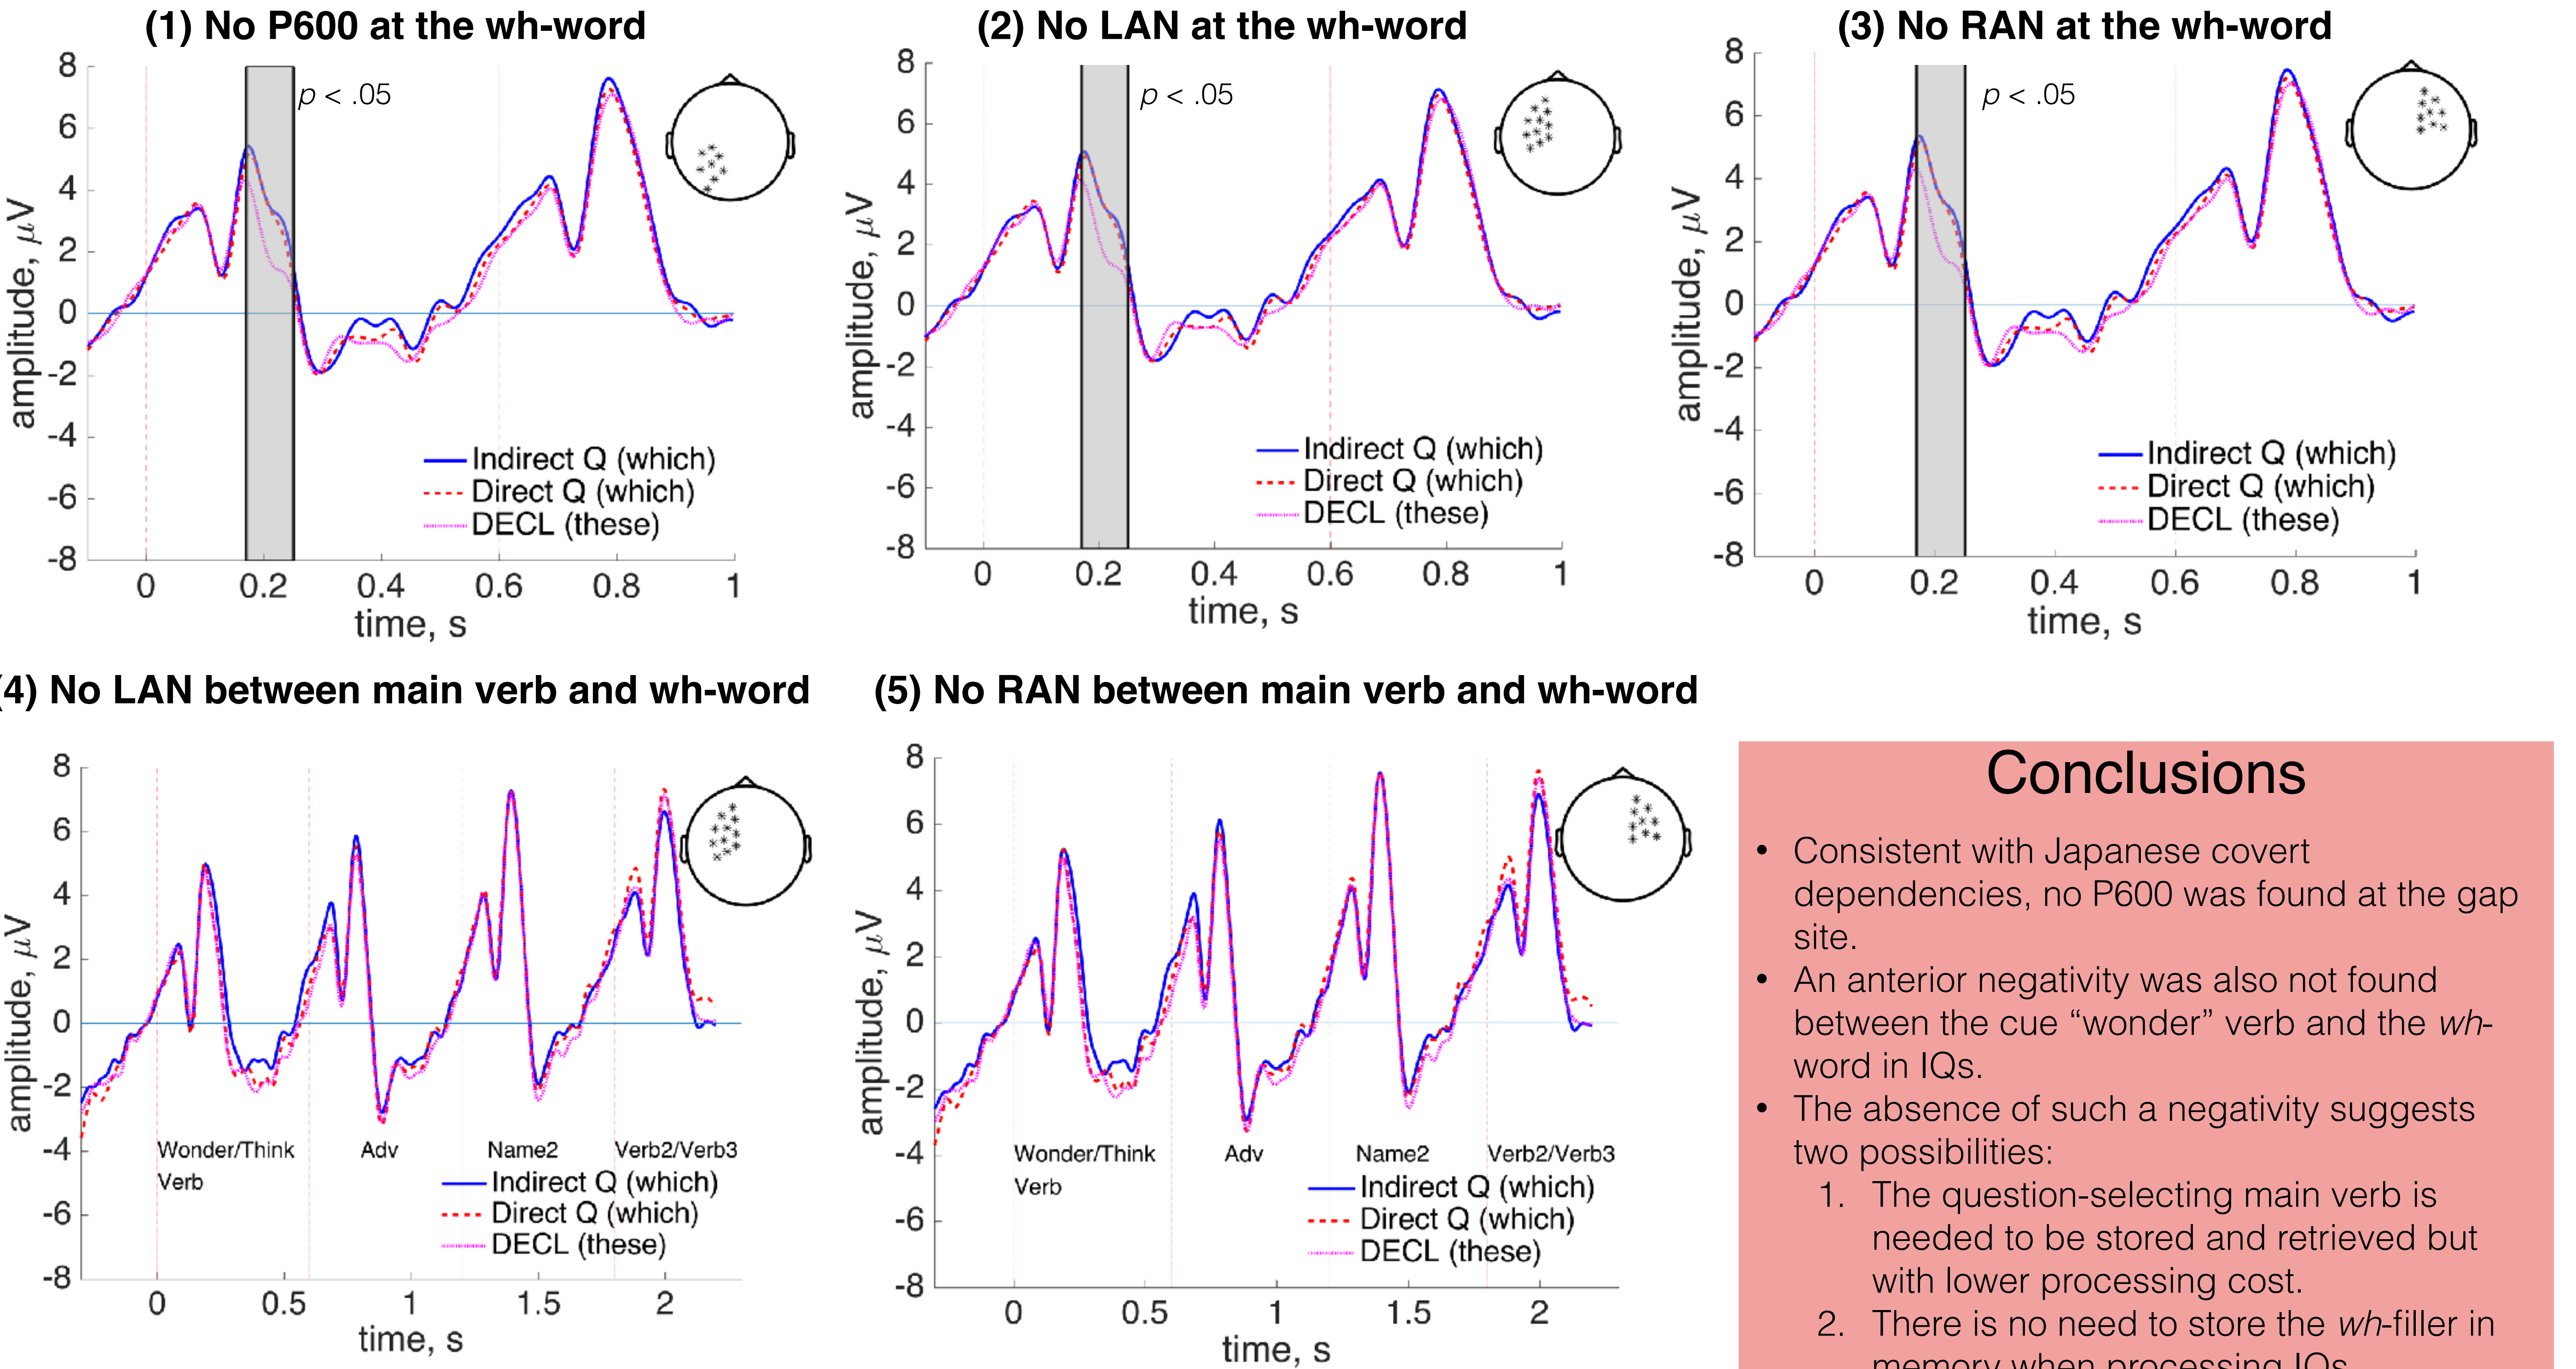 (1) No P600 at the wh-word
8
6
4
2
0
-2
-4
-6
-8
amplitude, µV
p < .05
Indirect Q (which)
Direct Q (which)
DECL (these)
0 0.2 0.4 0.6 0.8 1
time, s
(2) No LAN at the wh-word
8
6
4
2
0
-2
-4
-6
-8
amplitude, µV
p < .05
Indirect Q (which)
Direct Q (which)
DECL (these)
0 0.2 0.4 0.6 0.8 1
time, s
(3) No RAN at the wh-word
8
6
4
2
0
-2
-4
-6
-8
amplitude, µV
p < .05
Indirect Q (which)
Direct Q (which)
DECL (these)
0 0.2 0.4 0.6 0.8 1
time, s
(4) No LAN between main verb and wh-word
8
6
4
2
0
-2
-4
-6
-8
amplitude, µV
Wonder/Think Adv Name2 Verb2/Verb3
Verb
Indirect Q (which)
Direct Q (which)
DECL (these)
0 0.5 1 1.5 2
time, s
(5) No RAN between main verb and wh-word
8
6
4
2
0
-2
-4
-6
-8
amplitude, µV
Wonder/Think Adv Name2 Verb2/Verb3
Verb
Indirect Q (which)
Direct Q (which)
DECL (these)
0 0.5 1 1.5 2
time, s
Conclusions
• Consistent with Japanese covert
dependencies, no P600 was found at the gap
site.
• An anterior negativity was also not found
between the cue “wonder” verb and the wh-
word in IQs.
• The absence of such a negativity suggests
two possibilities:
1. The question-selecting main verb is
needed to be stored and retrieved but
with lower processing cost.
2. There is no need to store the wh-filler in
memory when processing IQs